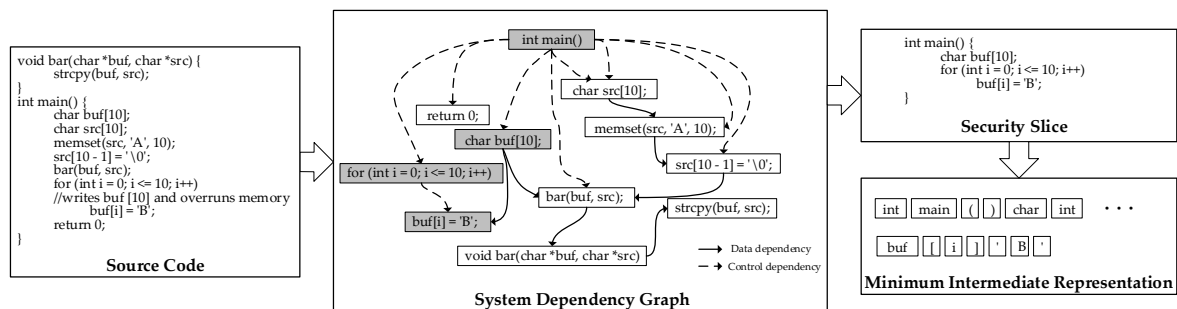 void bar(char *buf, char *src) {
strcpy(buf, src);
}
int main() {
char buf[10];
char src[10];
memset(src, 'A', 10);
src[10 - 1] = '\0';
bar(buf, src);
for (int i = 0; i <= 10; i++)
//writes buf [10] and overruns memory
buf[i] = 'B';
return 0;
}
Source Code
int main()
char src[10];
return 0;
memset(src, 'A', 10);
char buf[10];
src[10 - 1] = '\0';
for (int i = 0; i <= 10; i++)
bar(buf, src);
strcpy(buf, src);
buf[i] = 'B';
void bar(char *buf, char *src)
Data dependency
Control dependency
System Dependency Graph
int main() {
char buf[10];
for (int i = 0; i <= 10; i++)
buf[i] = 'B';
}
Security Slice
int main ( ) char int . . .
buf [ i ] ' B '
Minimum Intermediate Representation